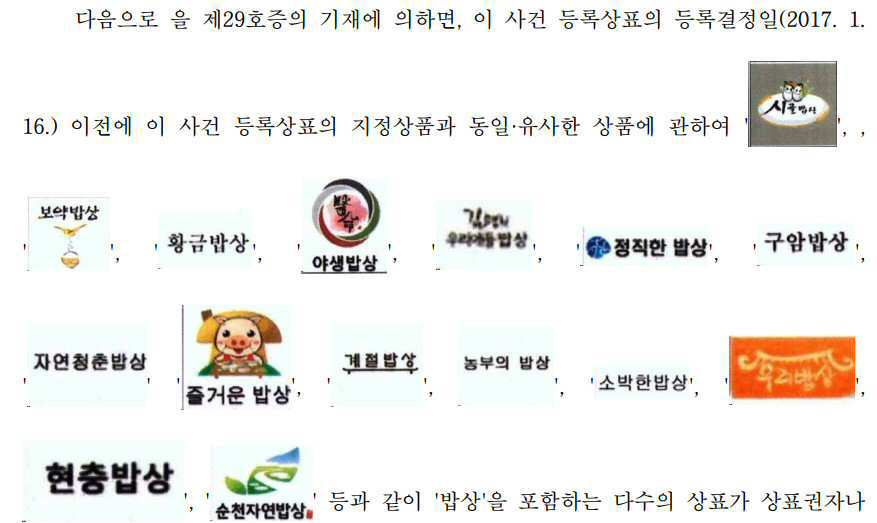 다음으로 을 제29호증의 기재에 의하면, 이 사건 등록상표의 등록결정일(2017. 1.
16.) 이전에 이 사건 등록상표의 지정상품과 동일·유사한 상품에 관하여 '시골밥상', ,
'보약밥상', '황금밥상', '밥상 야생밥상', '우리애들밥상', '정직한 밥상', '구암밥상',
'자연청춘밥상' '즐거운 밥상', '계절밥상', '농부의 밥상', '소박한밥상', '우리밥상',
'현충밥상', '순천자연밥상' 등과 같이 '밥상'을 포함하는 다수의 상표가 상표권자나